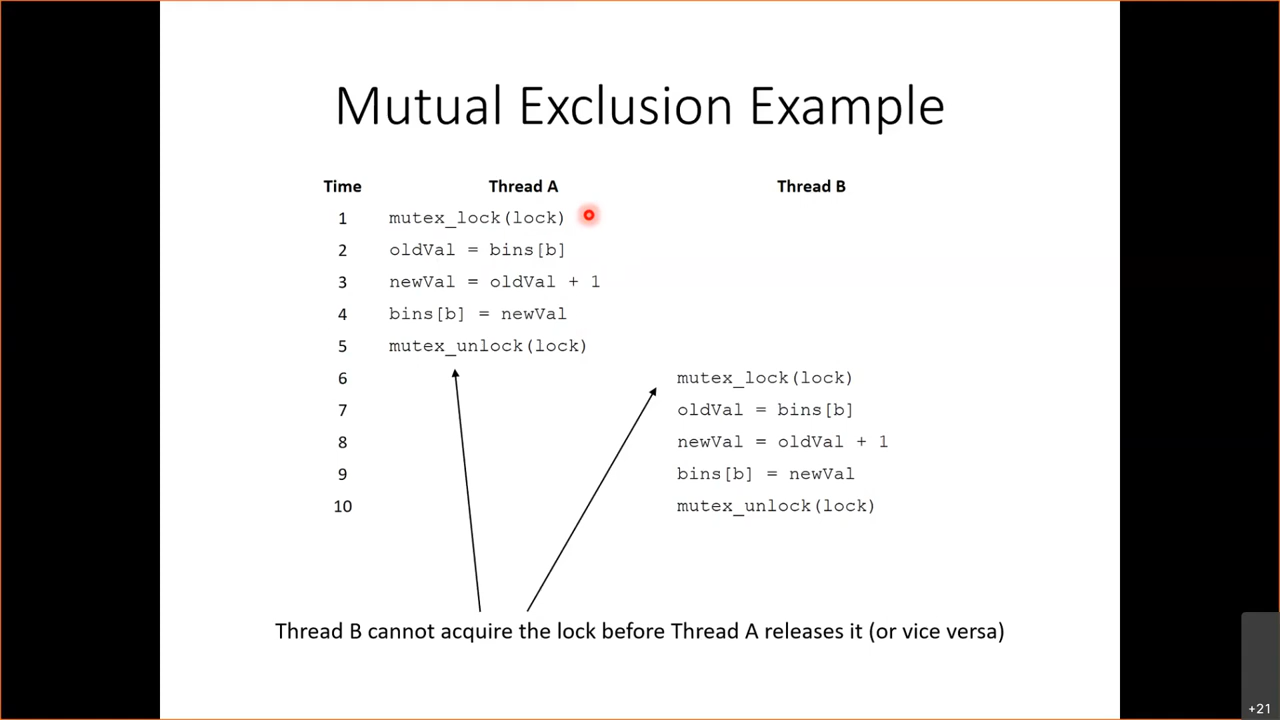 Mutual Exclusion Example
Time Thread A Thread B
1 mutex_lock(lock)
2 oldVal = bins[b]
3 newVal = oldVal + 1
4 bins[b] = newVal
5 mutex_unlock(lock)
6 mutex_lock(lock)
7 oldVal = bins[b]
8 newVal = oldVal + 1
9 bins[b] = newVal
10 mutex_unlock(lock)
Thread B cannot acquire the lock before Thread A releases it (or vice versa)
+21